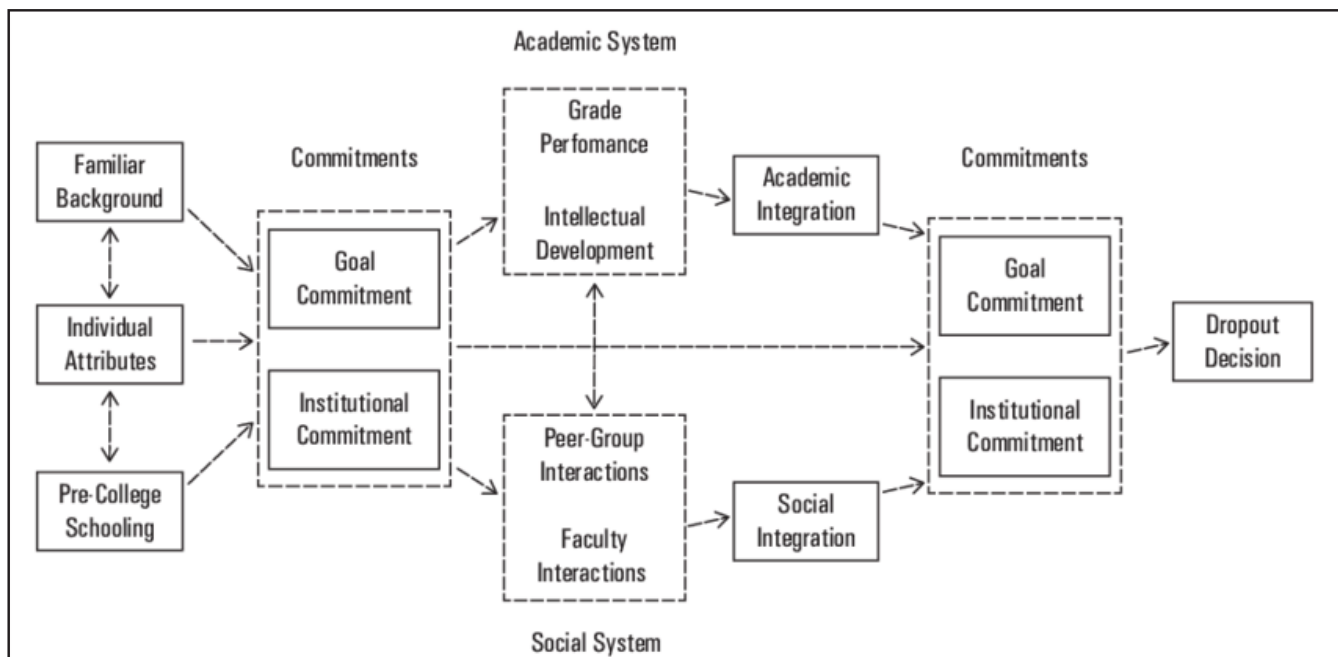 Academic System
Familiar
Background
Individual
Attributes
Pre-College
Schooling
Commitments
Goal
Commitment
Institutional
Commitment
Grade
Perfomance
Intellectual
Development
Peer-Group
Interactions
Faculty
Interactions
Social System
Academic
Integration
Social
Integration
Commitments
Goal
Commitment
Institutional
Commitment
Dropout
Decision